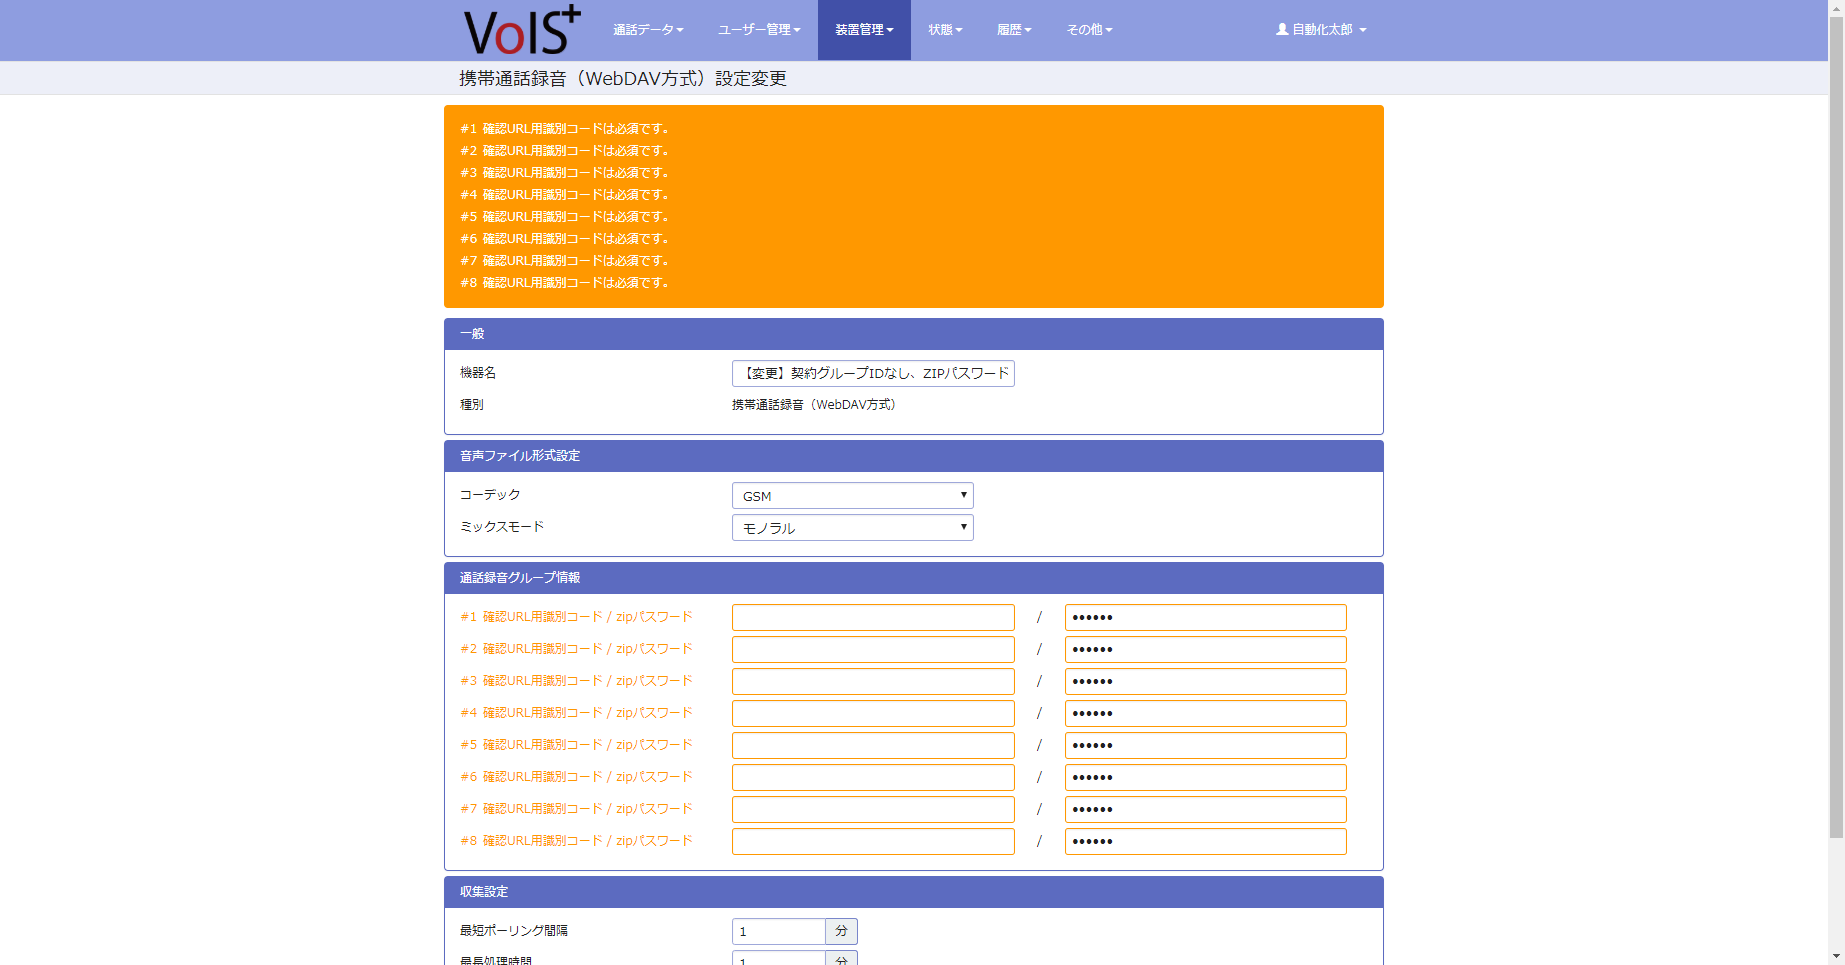 VoIS+ 通話データ ユーザー管理 装置管理 状態 履歴 その他 自動化太郎
携帯通話録音（WebDAV方式）設定変更
#1 確認URL用識別コードは必須です。
#2 確認URL用識別コードは必須です。
#3 確認URL用識別コードは必須です。
#4 確認URL用識別コードは必須です。
#5 確認URL用識別コードは必須です。
#6 確認URL用識別コードは必須です。
#7 確認URL用識別コードは必須です。
#8 確認URL用識別コードは必須です。
一般
機器名 【変更】契約グループIDなし、ZIPパスワード
種別 携帯通話録音（WebDAV方式）
音声ファイル形式設定
コーデック GSM
ミックスモード モノラル
通話録音グループ情報
#1 確認URL用識別コード / zipパスワード / ••••••
#2 確認URL用識別コード / zipパスワード / ••••••
#3 確認URL用識別コード / zipパスワード / ••••••
#4 確認URL用識別コード / zipパスワード / ••••••
#5 確認URL用識別コード / zipパスワード / ••••••
#6 確認URL用識別コード / zipパスワード / ••••••
#7 確認URL用識別コード / zipパスワード / ••••••
#8 確認URL用識別コード / zipパスワード / ••••••
収集設定
最短ポーリング間隔 1 分
最長処理時間 1 分